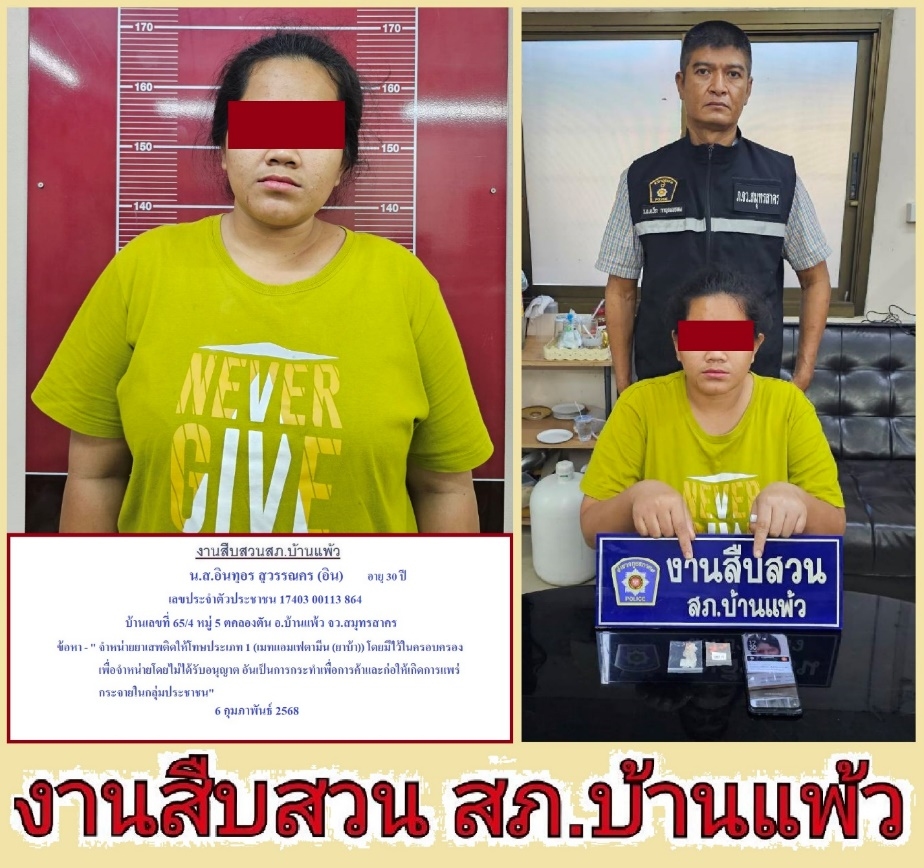 170
170
160
160
150
150
140
140
NEVER
GIVE
ภ.จว.สมุทรสาคร
POLICE
NEVER
GIVE
งานสืบสวน
สภ.บ้านแพ้ว
POLICE
งานสืบสวนสภ.บ้านแพ้ว
น.ส.อินทุอร สุวรรณคร (อิน) อายุ 30 ปี
เลขประจำตัวประชาชน 17403 00113 864
บ้านเลขที่ 65/4 หมู่ 5 ตคลองตัน อ.บ้านแพ้ว จว.สมุทรสาคร
ข้อหา - " จำหน่ายยาเสพติดให้โทษประเภท 1 (เมทแอมเฟตามีน (ยาบ้า)) โดยมีไว้ในครอบครอง
เพื่อจำหน่ายโดยไม่ได้รับอนุญาต อันเป็นการกระทำเพื่อการค้าและก่อให้เกิดการแพร่
กระจายในกลุ่มประชาชน"
6 กุมภาพันธ์ 2568
งานสืบสวน สภ.บ้านแพ้ว